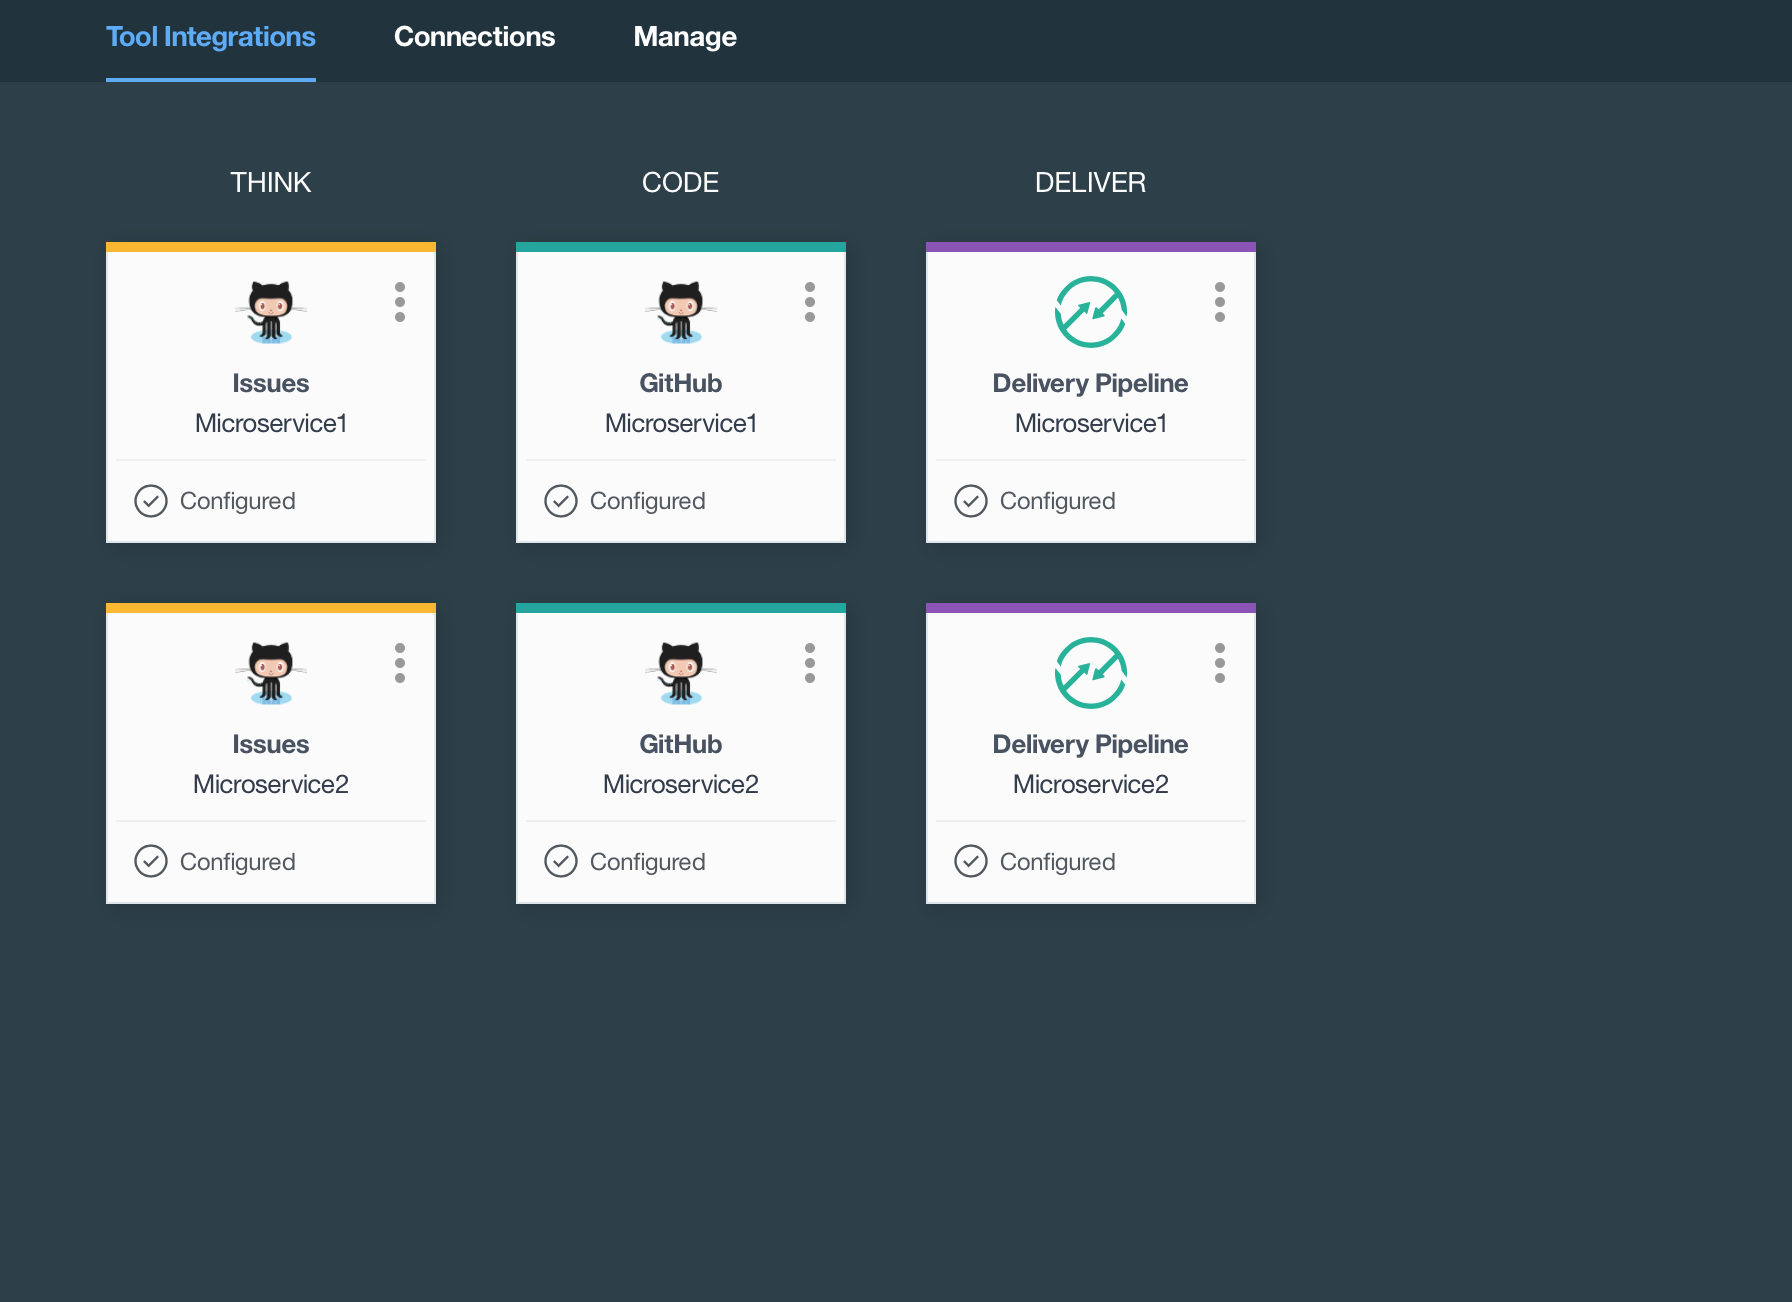 Tool Integrations
Connections
Manage
THINK
CODE
DELIVER
Issues
Microservice1
Configured
GitHub
Microservice1
Configured
Delivery Pipeline
Microservice1
Configured
Issues
Microservice2
Configured
GitHub
Microservice2
Configured
Delivery Pipeline
Microservice2
Configured